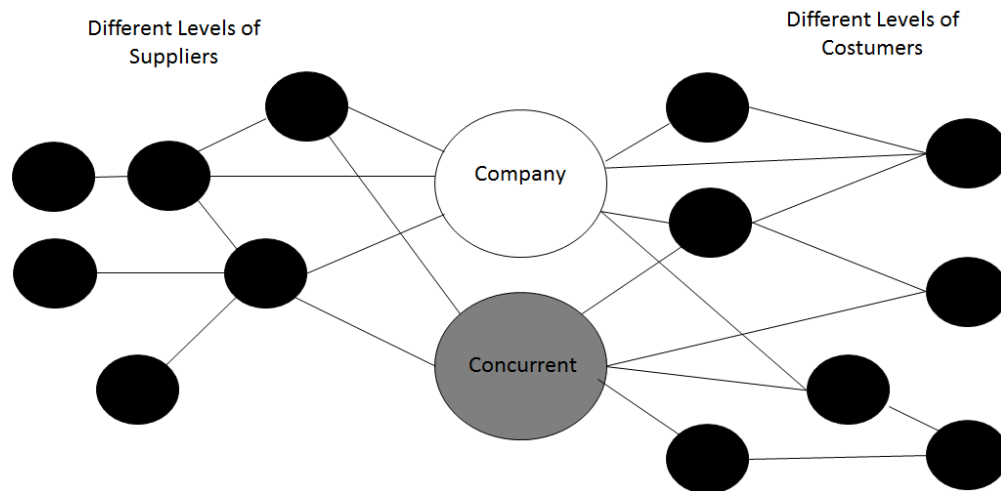 Different Levels of
Suppliers
Different Levels of
Costumers
Company
Concurrent